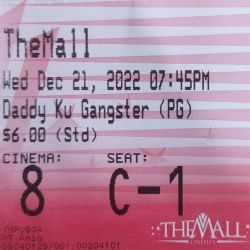 TheMall
Wed Dec 21, 2022 07:45PM
Daddy Ku Gangster (PG)
$6.00 (Std)
CINEMA: SEAT:
8 C-1
THEMALL